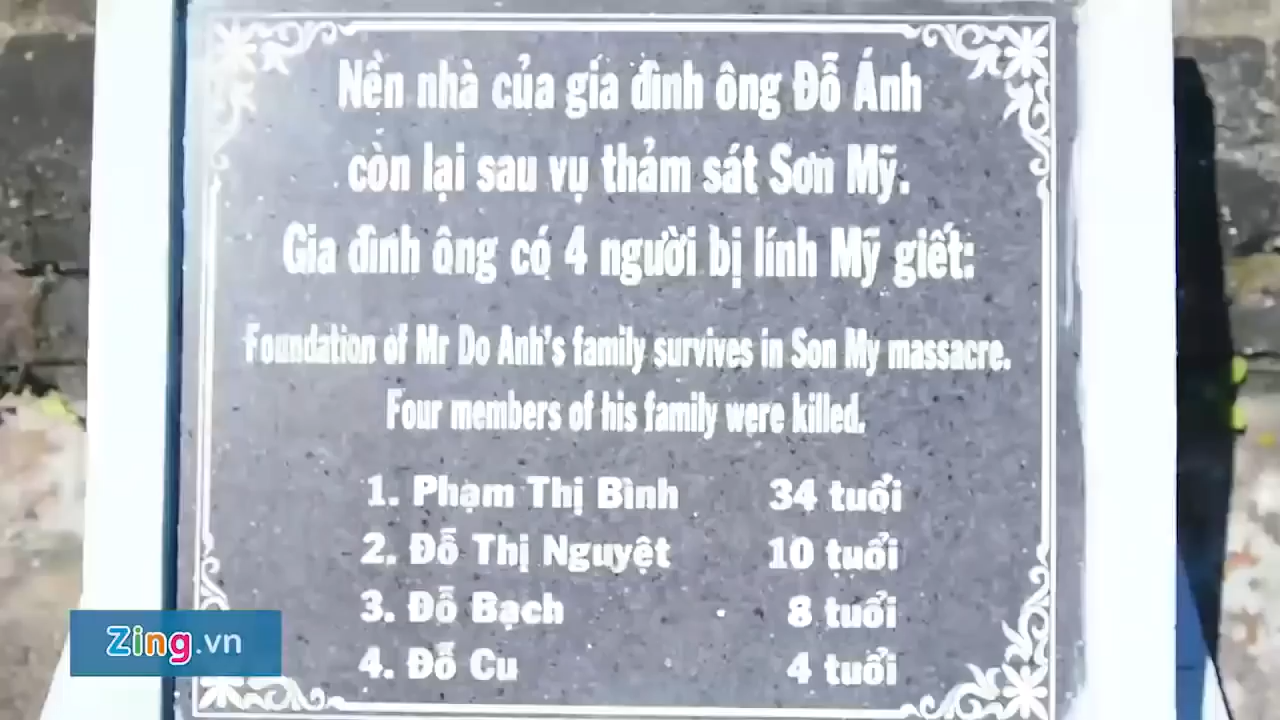 Nền nhà của gia đình ông Đỗ Ánh
còn lại sau vụ thảm sát Sơn Mỹ.
Gia đình ông có 4 người bị lính Mỹ giết:
Foundation of Mr Do Anh's family survives in Son My massacre.
Four members of his family were killed.
1. Phạm Thị Bình 34 tuổi
2. Đỗ Thị Nguyệt 10 tuổi
3. Đỗ Bạch 8 tuổi
4. Đỗ Cu 4 tuổi
Zing.vn